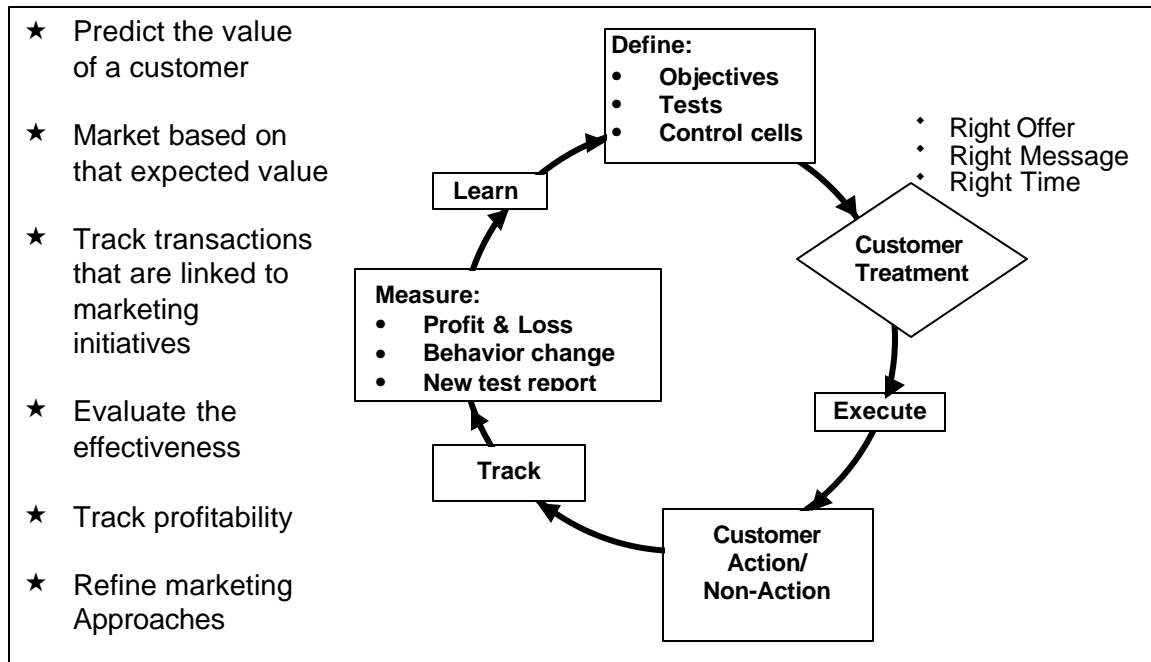 ★ Predict the value
of a customer
★ Market based on
that expected value
★ Track transactions
that are linked to
marketing
initiatives
★ Evaluate the
effectiveness
★ Track profitability
★ Refine marketing
Approaches
Define:
• Objectives
• Tests
• Control cells
◆ Right Offer
◆ Right Message
◆ Right Time
Customer
Treatment
Execute
Customer
Action/
Non-Action
Track
Measure:
• Profit & Loss
• Behavior change
• New test report
Learn